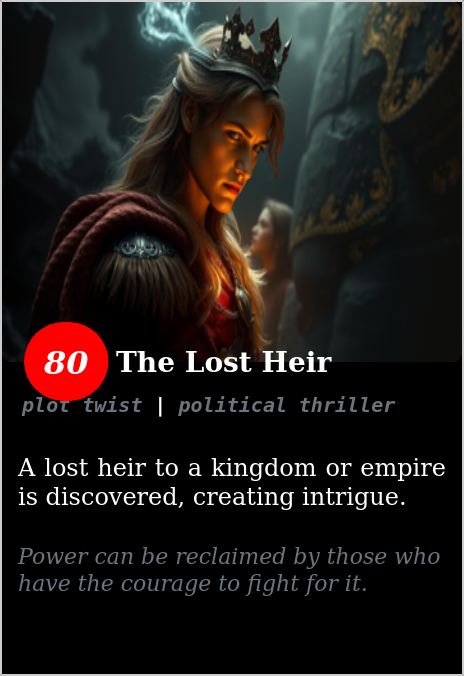 80 The Lost Heir
plot twist | political thriller
A lost heir to a kingdom or empire
is discovered, creating intrigue.
Power can be reclaimed by those who
have the courage to fight for it.